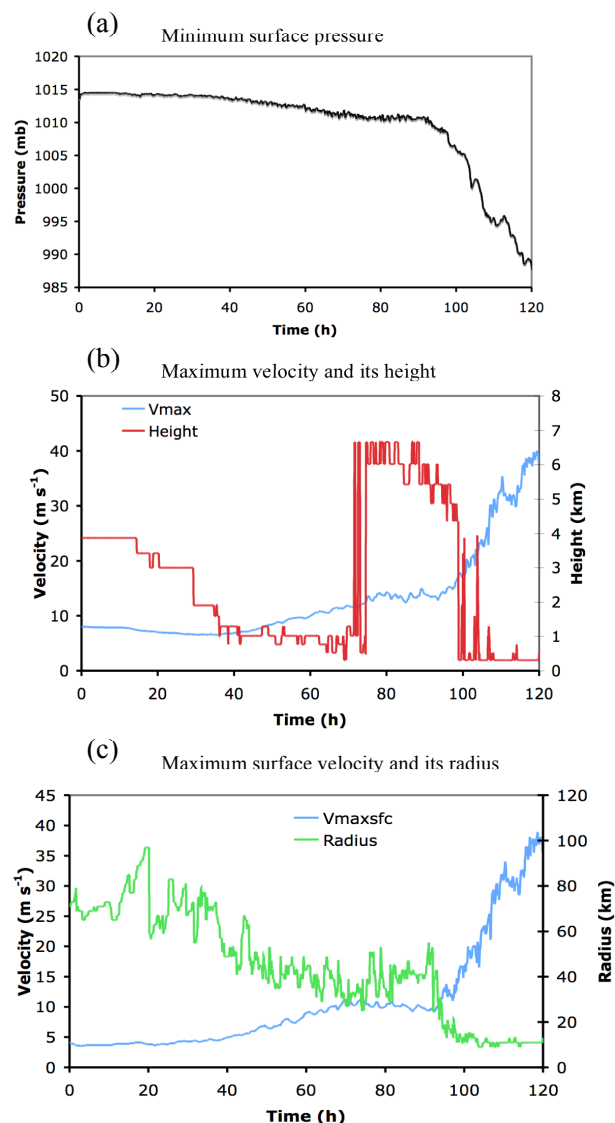 (a) Minimum surface pressure
1020
1015
1010
1005
1000
995
990
985
Pressure (mb)
0 20 40 60 80 100 120
Time (h)
(b) Maximum velocity and its height
50
40
30
20
10
0
Velocity (m s⁻¹)
Vmax
Height
8
7
6
5
4
3
2
1
0
Height (km)
0 20 40 60 80 100 120
Time (h)
(c) Maximum surface velocity and its radius
45
40
35
30
25
20
15
10
5
0
Velocity (m s⁻¹)
Vmaxsfc
Radius
120
100
80
60
40
20
0
Radius (km)
0 20 40 60 80 100 120
Time (h)